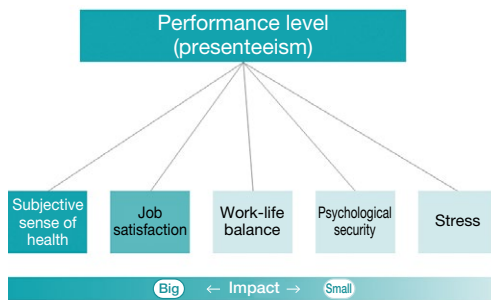 Performance level
(presenteeism)
Subjective
sense of
health
Job
satisfaction
Work-life
balance
Psychological
security
Stress
Big ← Impact → Small